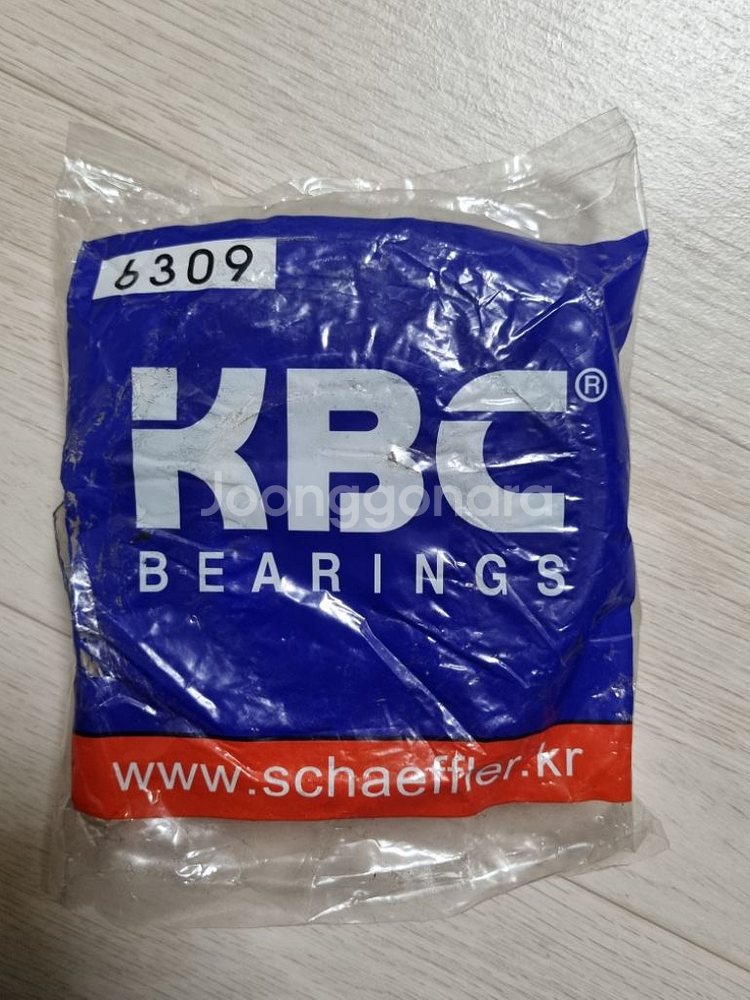 6309
KBC®
Joonggonara
BEARINGS
www.schaeffler.kr